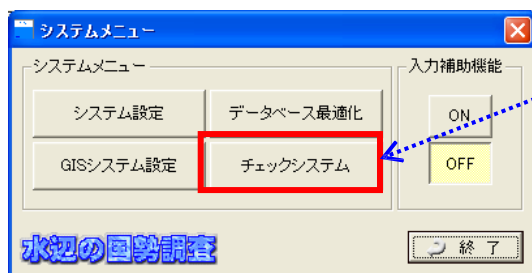 システムメニュー
システムメニュー
入力補助機能
システム設定
データベース最適化
ON
GISシステム設定
チェックシステム
OFF
水辺の国勢調査
終 了